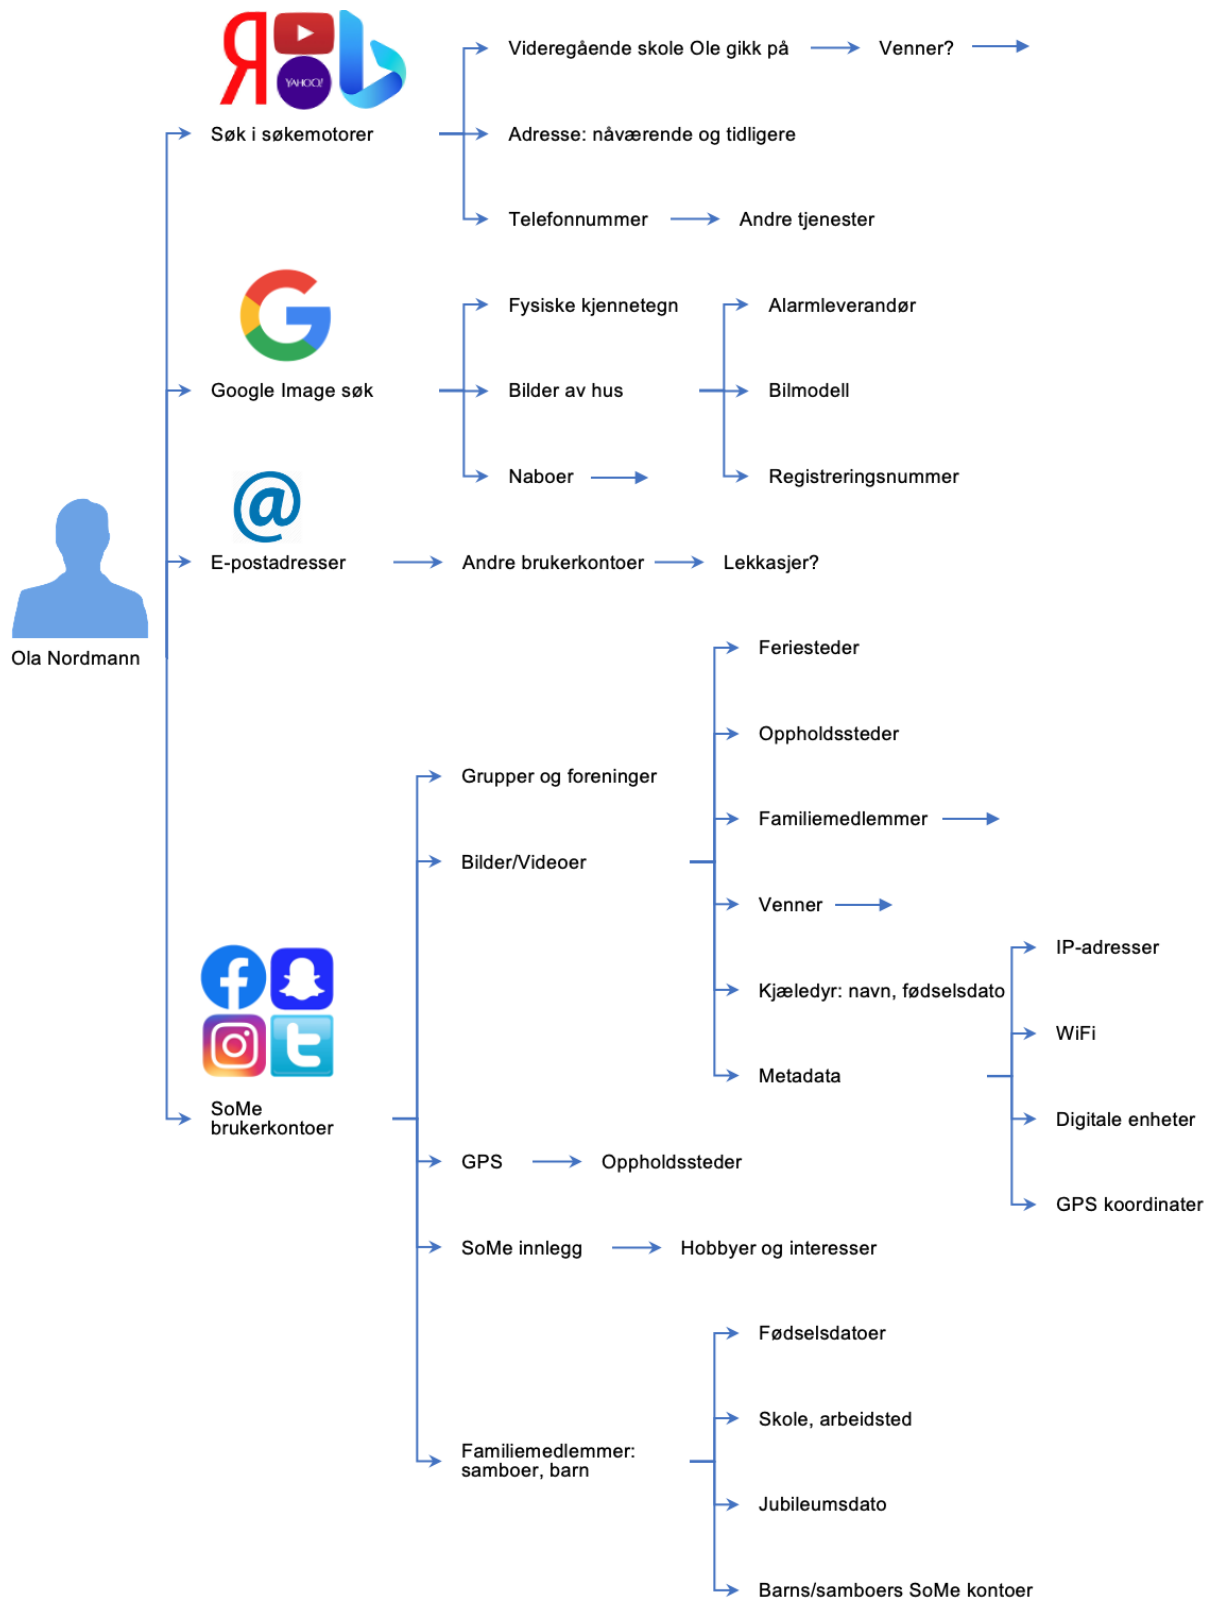 YAHOO!
Videregående skole Ole gikk på
Venner?
Søk i søkemotorer
Adresse: nåværende og tidligere
Telefonnummer
Andre tjenester
Fysiske kjennetegn
Alarmleverandør
Google Image søk
Bilder av hus
Bilmodell
Naboer
Registreringsnummer
E-postadresser
Andre brukerkontoer
Lekkasjer?
Ola Nordmann
Feriesteder
Oppholdssteder
Grupper og foreninger
Familiemedlemmer
Bilder/Videoer
Venner
IP-adresser
Kjæledyr: navn, fødselsdato
WiFi
Metadata
SoMe
brukerkontoer
Digitale enheter
GPS
Oppholdssteder
GPS koordinater
SoMe innlegg
Hobbyer og interesser
Fødselsdatoer
Skole, arbeidsted
Familiemedlemmer:
samboer, barn
Jubileumsdato
Barns/samboers SoMe kontoer